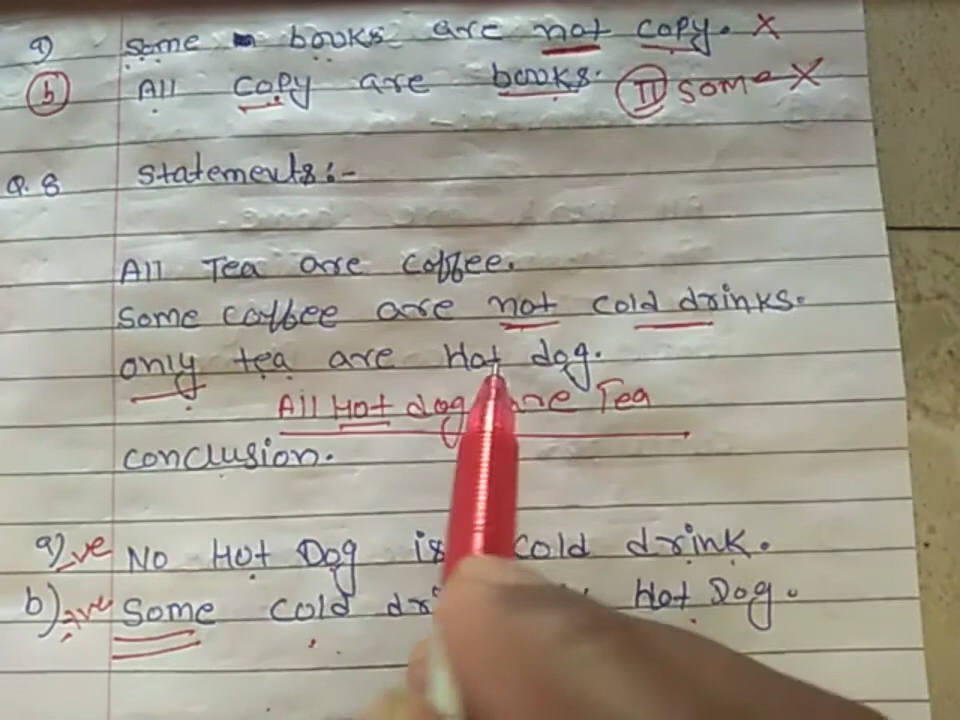 a) some books are not copy. X
(b) All copy are books. (II) some X
Q.8 Statements:-
All Tea are coffee.
Some coffee are not cold drinks.
only tea are Hot dog.
All Hot dog are Tea
conclusion.
a) -ve No Hot Dog is cold drink.
b) +ve Some cold Hot Dog.